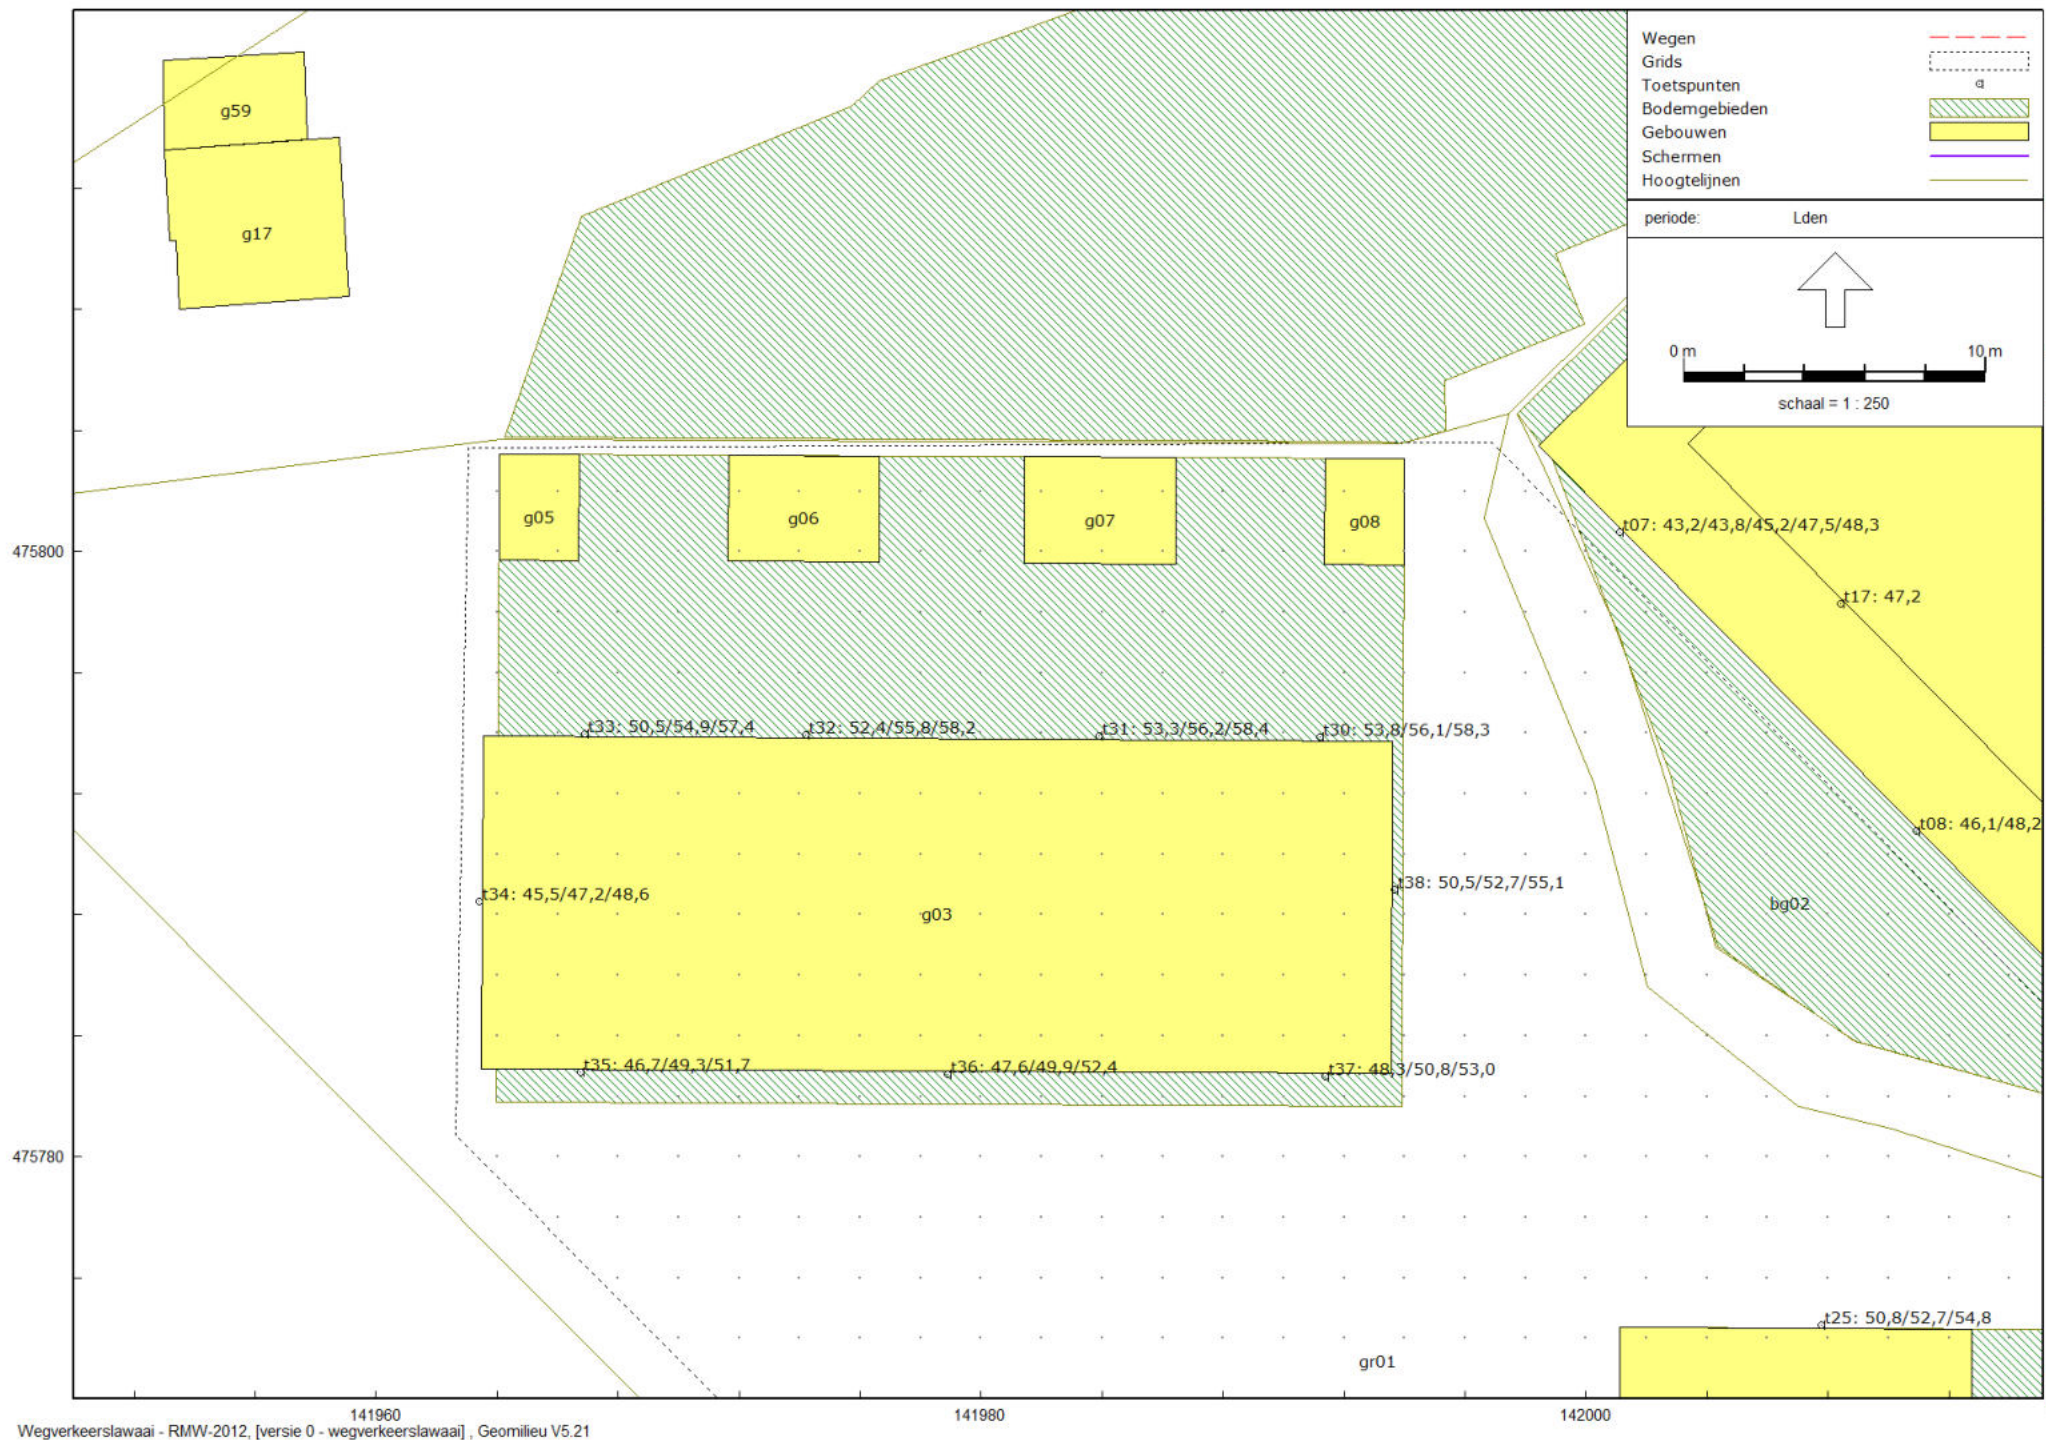 Wegen
Grids
Toetspunten
Bodemgebieden
Gebouwen
Schermen
Hoogtelijnen
periode: Lden
0 m 10 m
schaal = 1 : 250
g59
g17
g05
g06
g07
g08
475800
t07: 43,2/43,8/45,2/47,5/48,3
t17: 47,2
t33: 50,5/54,9/57,4
t32: 52,4/55,8/58,2
t31: 53,3/56,2/58,4
t30: 53,8/56,1/58,3
t08: 46,1/48,2
t34: 45,5/47,2/48,6
g03
t38: 50,5/52,7/55,1
bg02
t35: 46,7/49,3/51,7
t36: 47,6/49,9/52,4
t37: 48,3/50,8/53,0
475780
t25: 50,8/52,7/54,8
gr01
141960
141980
142000
Wegverkeerslawaai - RMW-2012, [versie 0 - wegverkeerslawaai] , Geomilieu V5.21